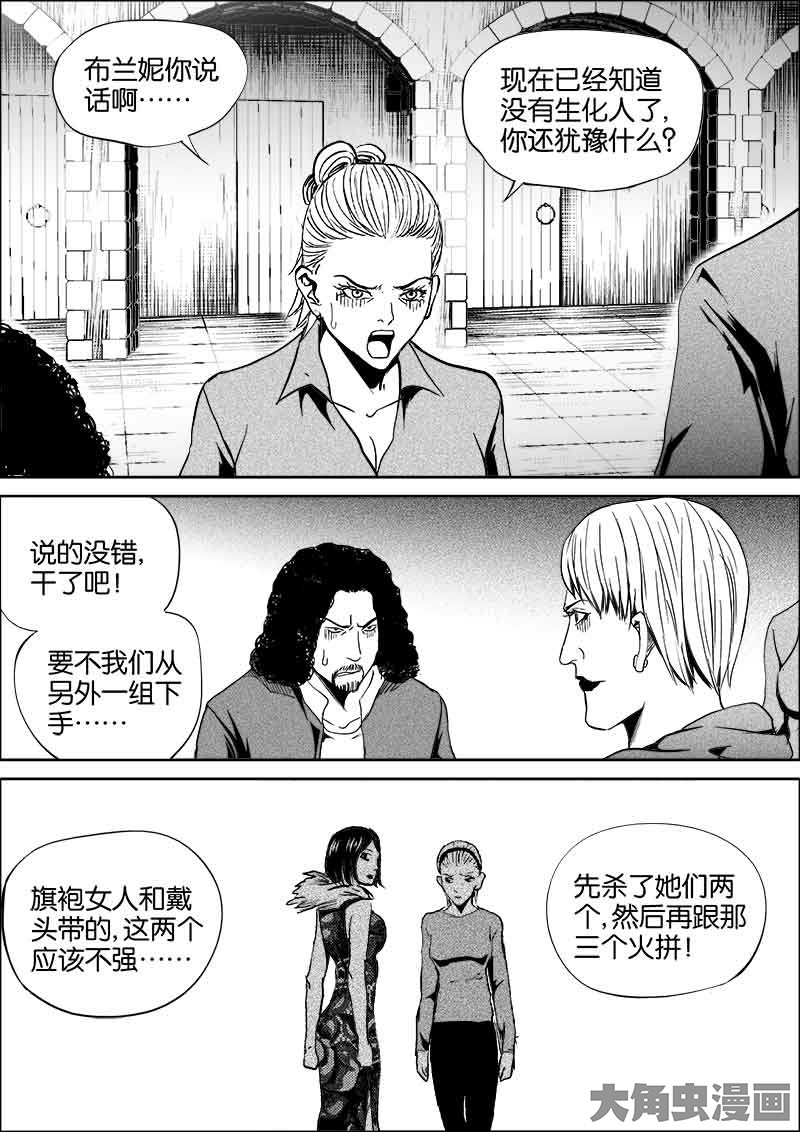 布兰妮你说
话啊……
现在已经知道
没有生化人了，
你还犹豫什么？
说的没错，
干了吧！
要不我们从
另外一组下
手……
旗袍女人和戴
头带的，这两个
应该不强……
先杀了她们两
个，然后再跟那
三个火拼！
大角虫漫画